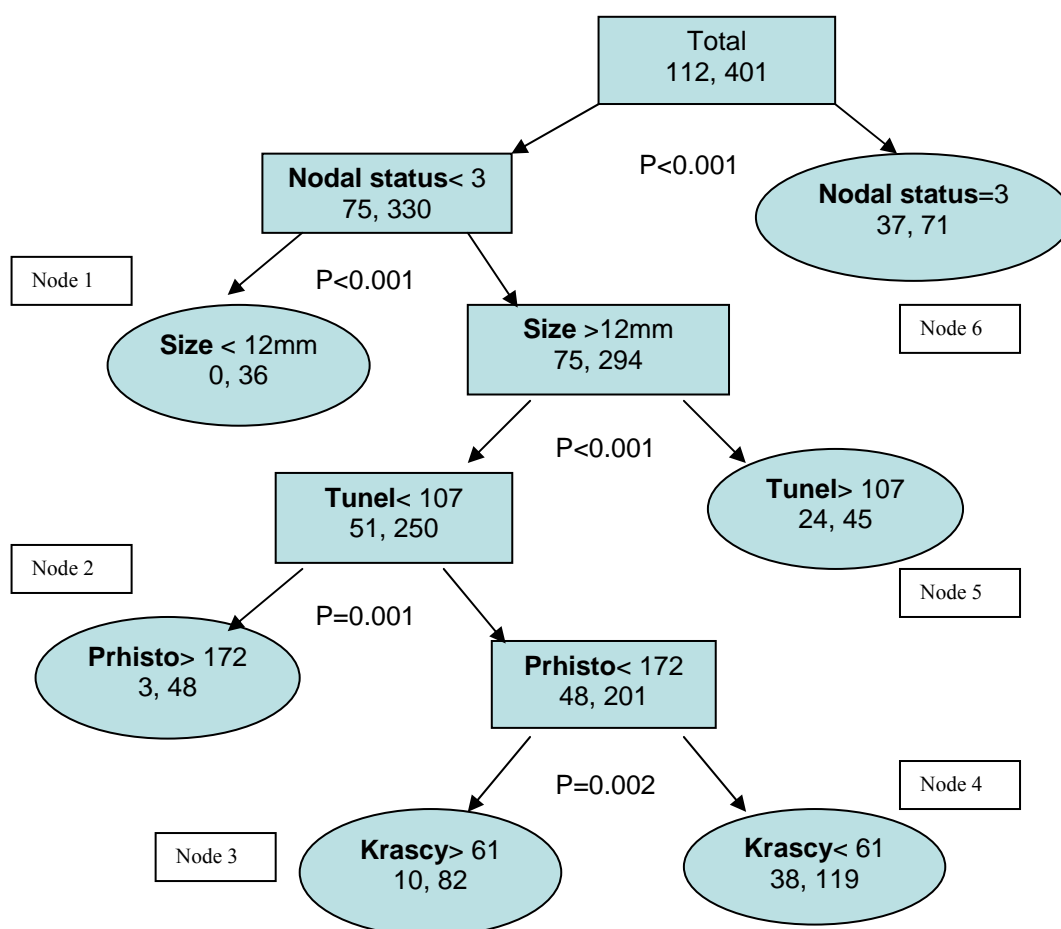 Total
112, 401
P<0.001
Nodal status< 3
75, 330
Nodal status=3
37, 71
Node 1
P<0.001
Node 6
Size < 12mm
0, 36
Size >12mm
75, 294
P<0.001
Tunel< 107
51, 250
Tunel> 107
24, 45
Node 2
Node 5
P=0.001
Prhisto> 172
3, 48
Prhisto< 172
48, 201
P=0.002
Node 4
Node 3
Krascy> 61
10, 82
Krascy< 61
38, 119